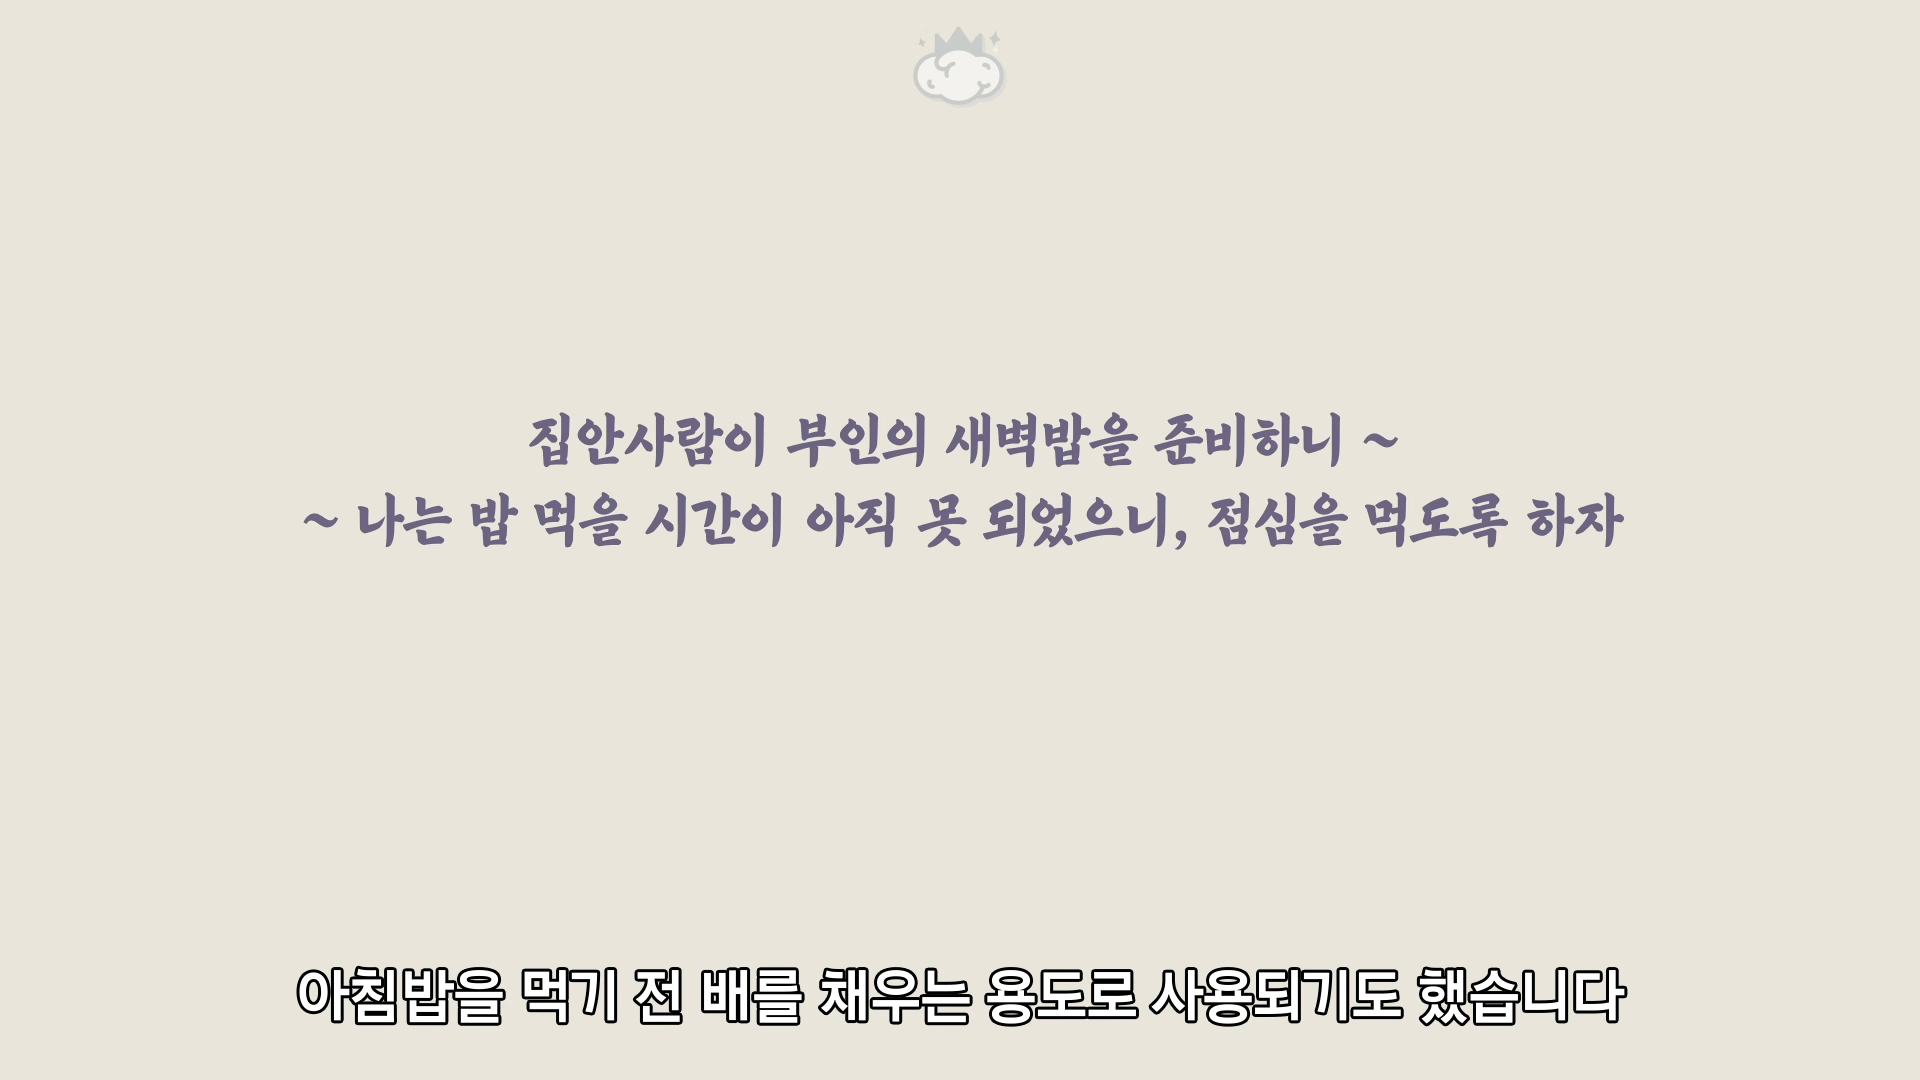 집안사람이 부인의 새벽밥을 준비하니 ~
~ 나는 밥 먹을 시간이 아직 못 되었으니, 점심을 먹도록 하자
아침밥을 먹기 전 배를 채우는 용도로 사용되기도 했습니다